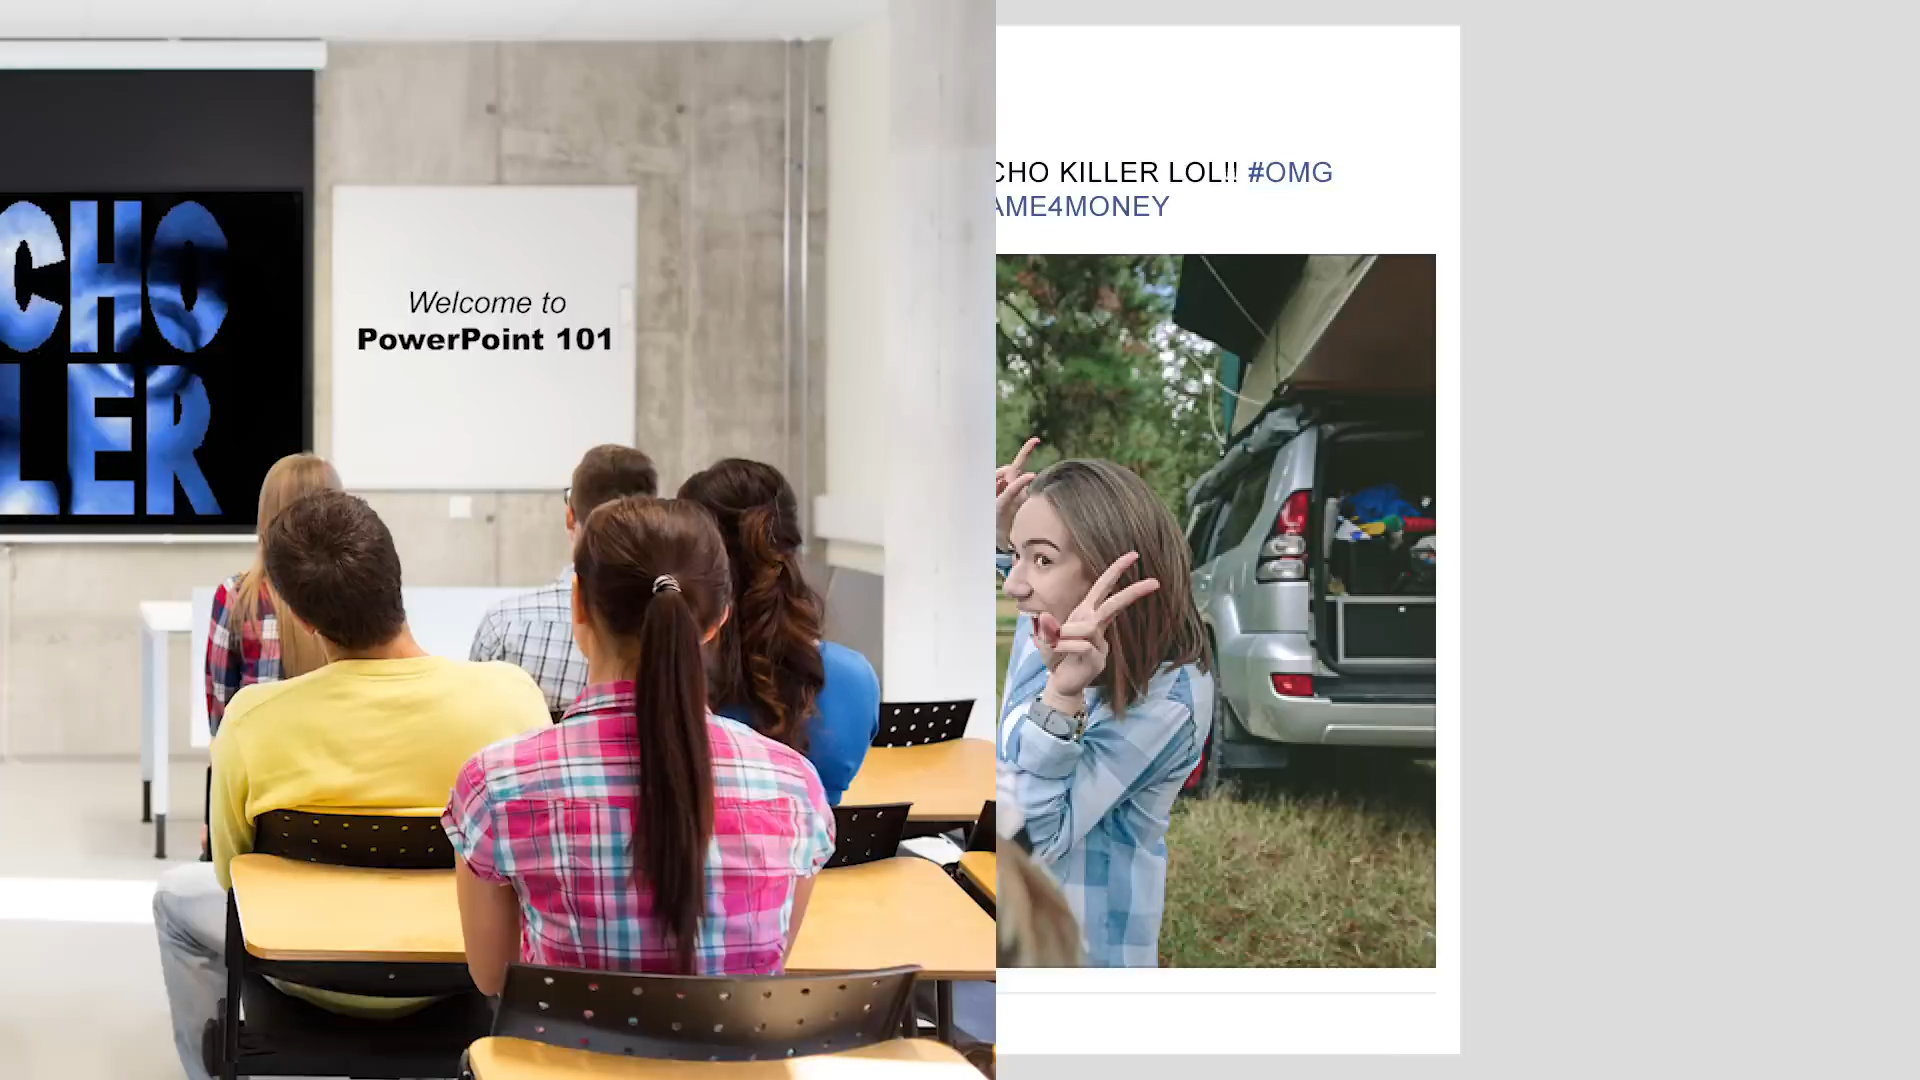 CHO
LER
Welcome to
PowerPoint 101
CHO KILLER LOL!! #OMG
AME4MONEY